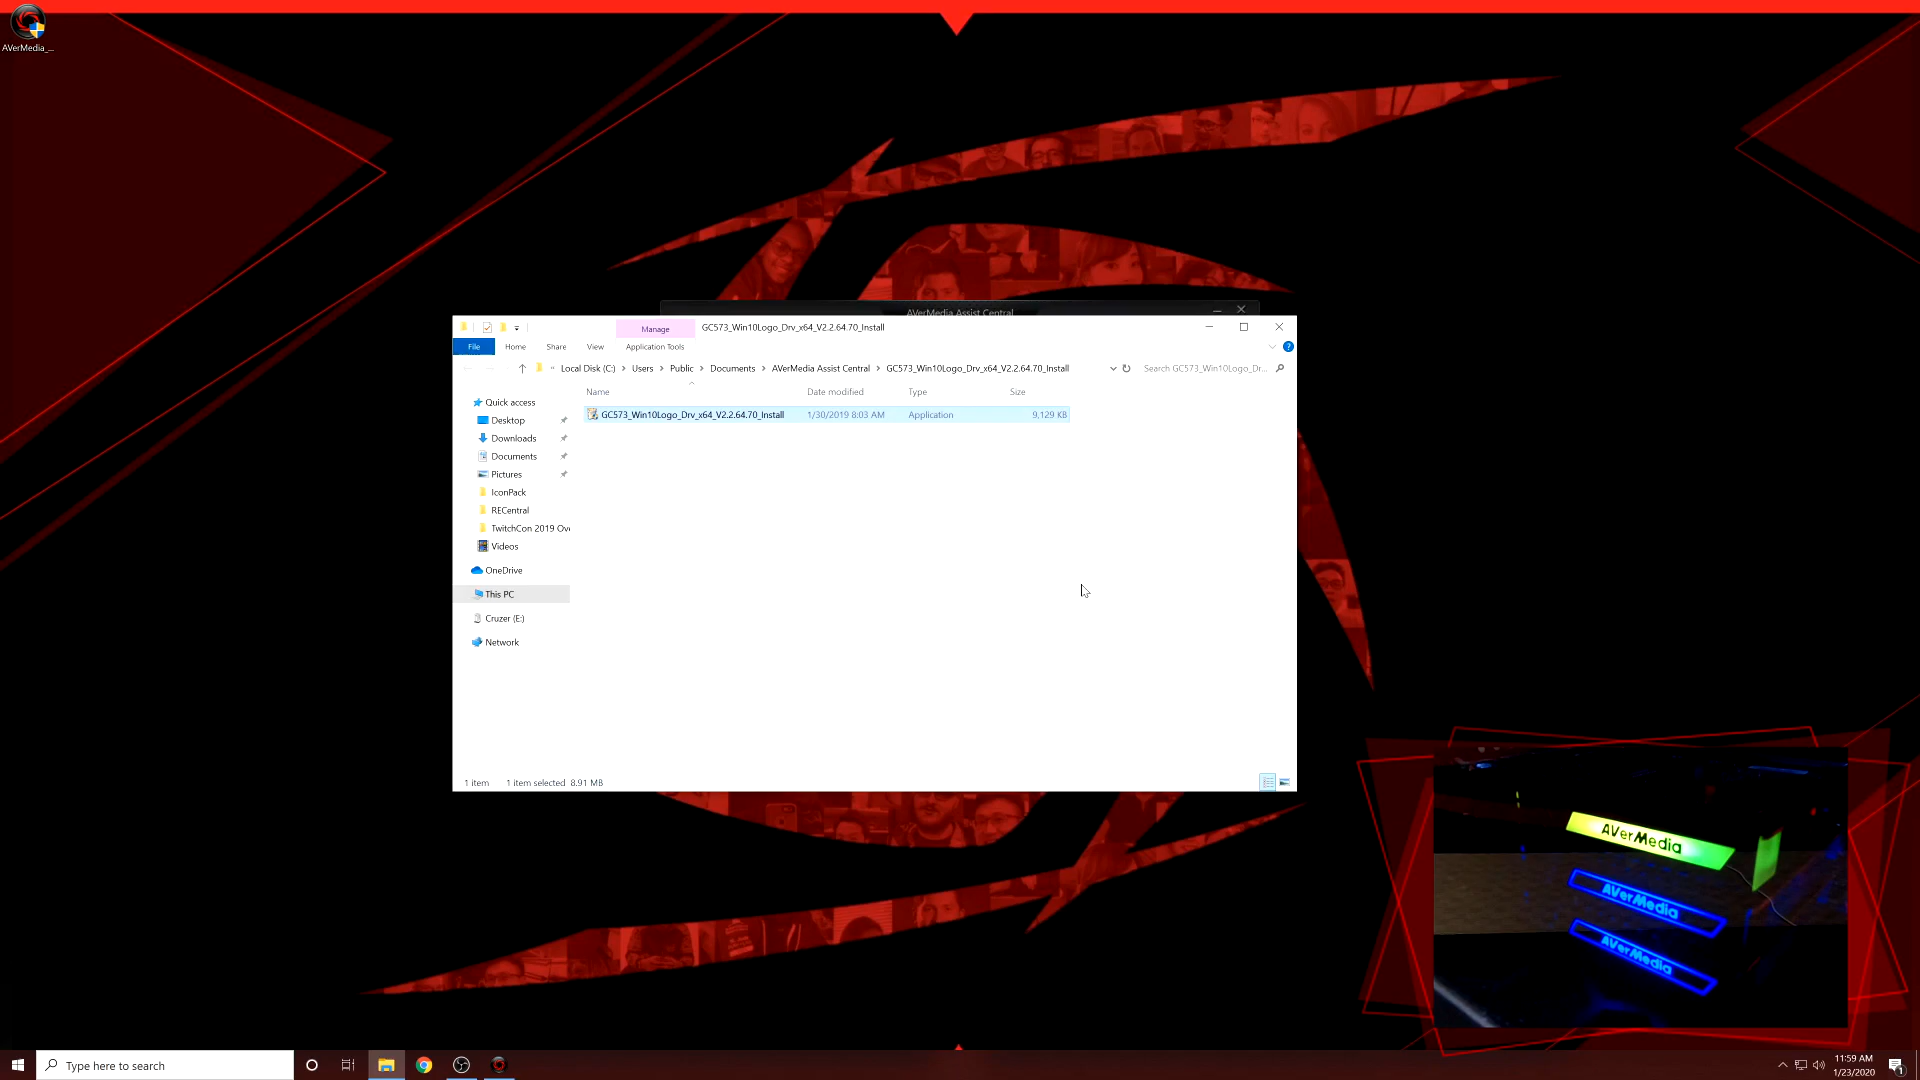 AVerMedia_...
AVerMedia Assist Central
Manage
GC573_Win10Logo_Drv_x64_V2.2.64.70_Install
File
Home
Share
View
Application Tools
Local Disk (C:) > Users > Public > Documents > AVerMedia Assist Central > GC573_Win10Logo_Drv_x64_V2.2.64.70_Install
Search GC573_Win10Logo_Dr...
Name
Date modified
Type
Size
GC573_Win10Logo_Drv_x64_V2.2.64.70_Install
1/30/2019 8:03 AM
Application
9,129 KB
Quick access
Desktop
Downloads
Documents
Pictures
IconPack
RECentral
TwitchCon 2019 Ove
Videos
OneDrive
This PC
Cruzer (E:)
Network
1 item
1 item selected 8.91 MB
AVerMedia
AVerMedia
AVerMedia
Type here to search
11:59 AM
1/23/2020
1